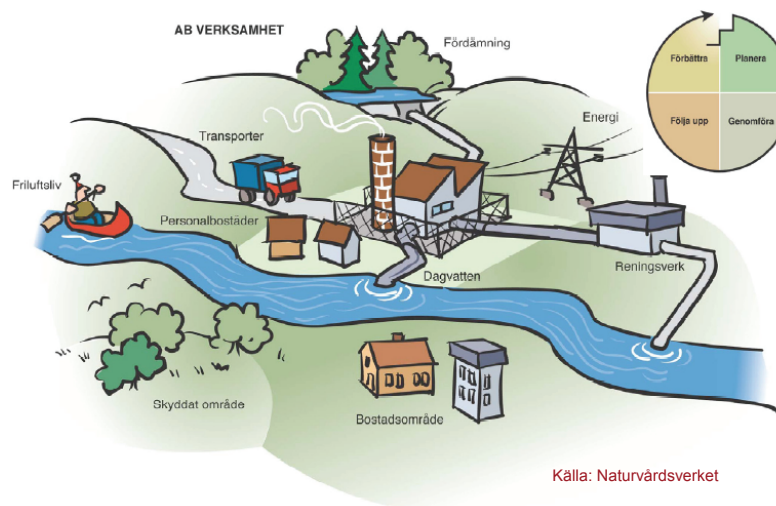 AB VERKSAMHET
Fördämning
Förbättra
Planera
Följa upp
Genomföra
Energi
Transporter
Friluftsliv
Personalbostäder
Dagvatten
Reningsverk
Skyddat område
Bostadsområde
Källa: Naturvårdsverket